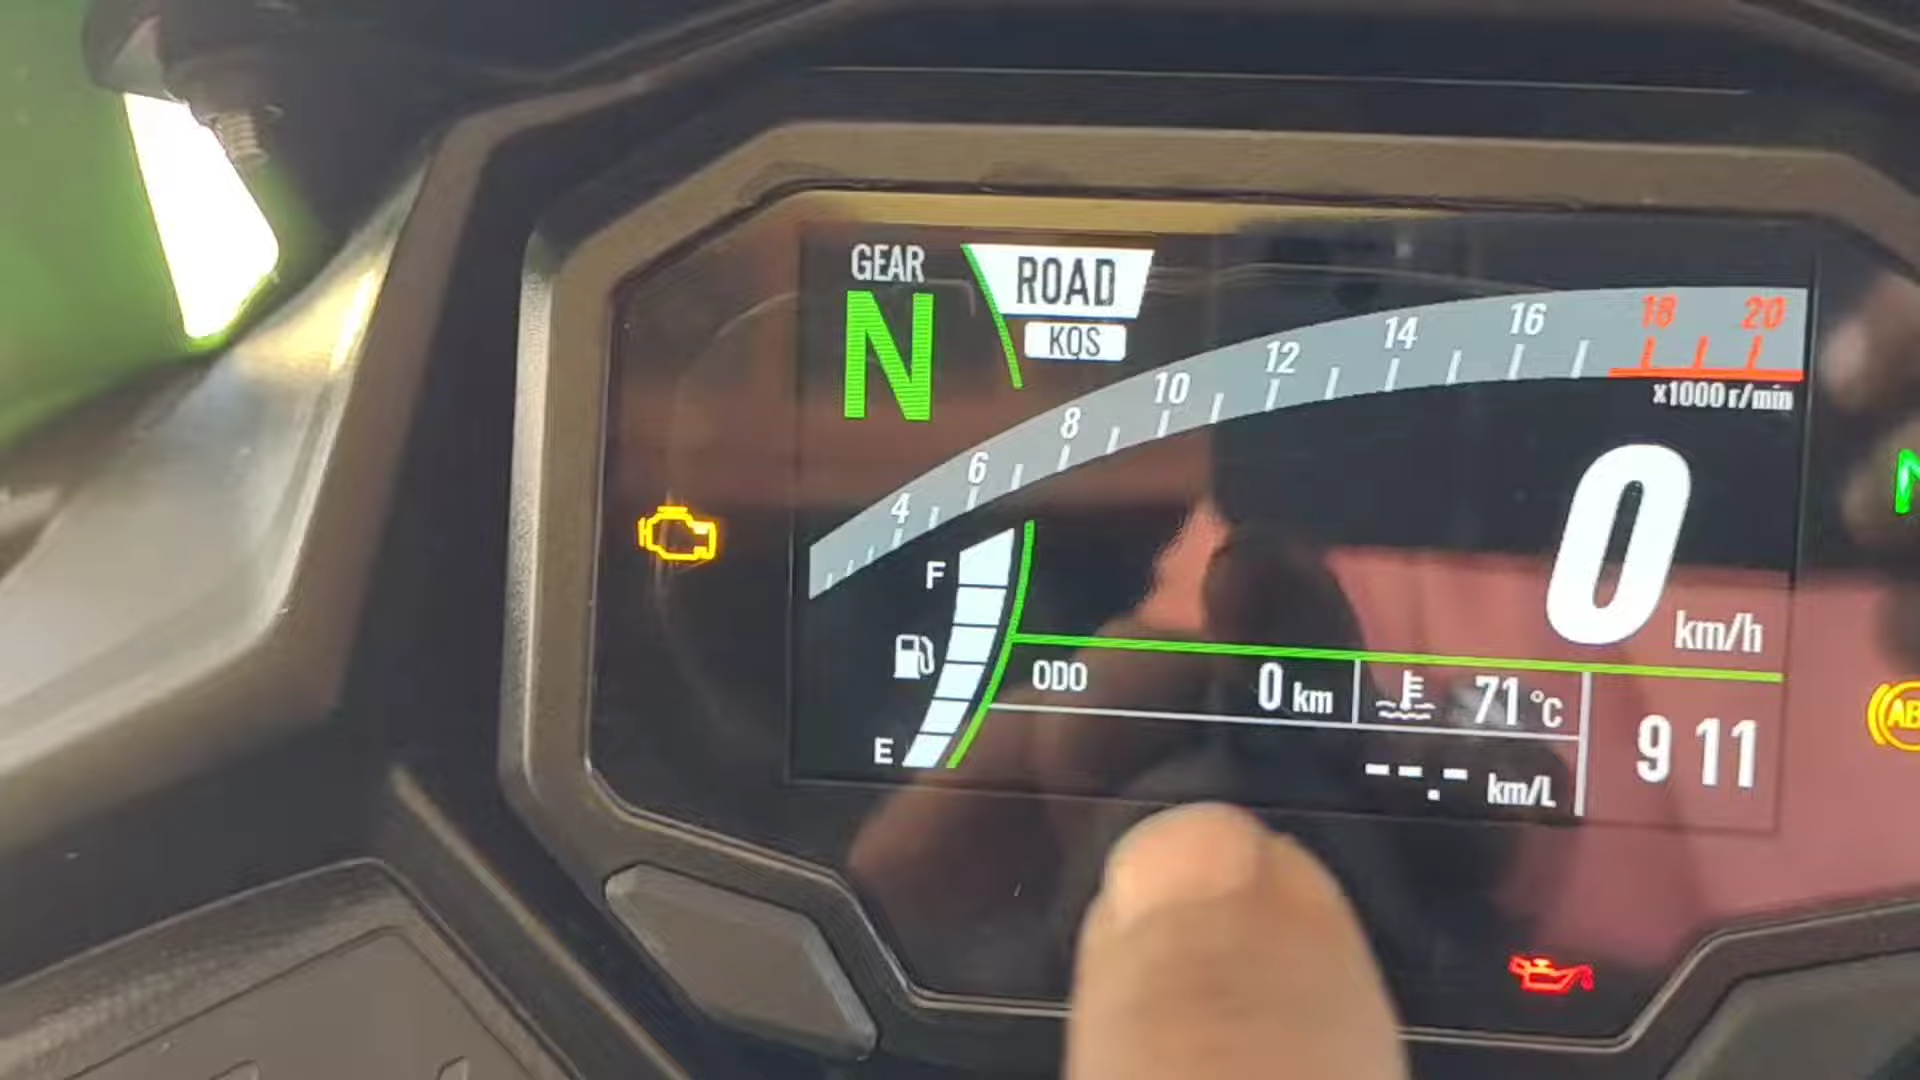 GEAR
N
ROAD
KQS
4 6 8 10 12 14 16 18 20
x1000 r/min
0 km/h
F
E
ODO 0 km
71 °C
--.- km/L
9 11
N
AB